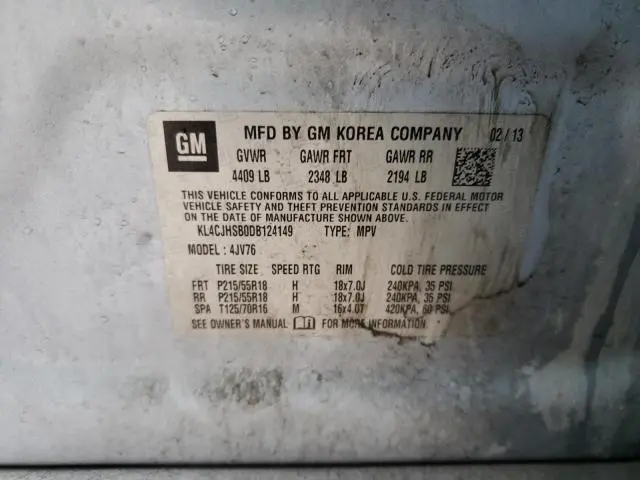 GM
MFD BY GM KOREA COMPANY 02/13
GVWR GAWR FRT GAWR RR
4409 LB 2348 LB 2194 LB
THIS VEHICLE CONFORMS TO ALL APPLICABLE U.S. FEDERAL MOTOR
VEHICLE SAFETY AND THEFT PREVENTION STANDARDS IN EFFECT
ON THE DATE OF MANUFACTURE SHOWN ABOVE.
KL4CJHSB0DB124149 TYPE: MPV
MODEL: 4JV76
TIRE SIZE SPEED RTG RIM COLD TIRE PRESSURE
FRT P215/55R18 H 18x7.0J 240KPA, 35 PSI
RR P215/55R18 H 18x7.0J 240KPA, 35 PSI
SPA T125/70R16 M 16x4.0T 420KPA, 60 PSI
SEE OWNER'S MANUAL FOR MORE INFORMATION.